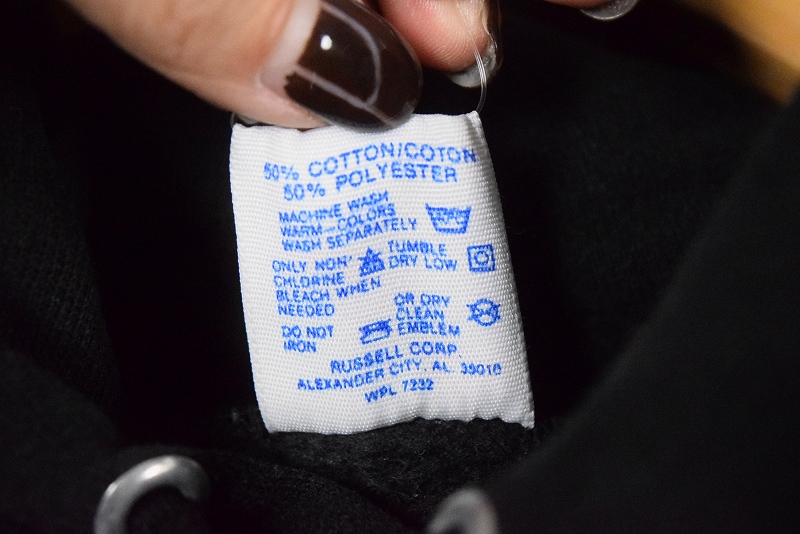 50% COTTON/COTON
50% POLYESTER
MACHINE WASH
WARM-COLORS
WASH SEPARATELY
ONLY NON-
CHLORINE
BLEACH WHEN
NEEDED
TUMBLE
DRY LOW
DO NOT
IRON
OR DRY
CLEAN
EMBLEM
RUSSELL CORP.
ALEXANDER CITY, AL. 35010
WPL 7232